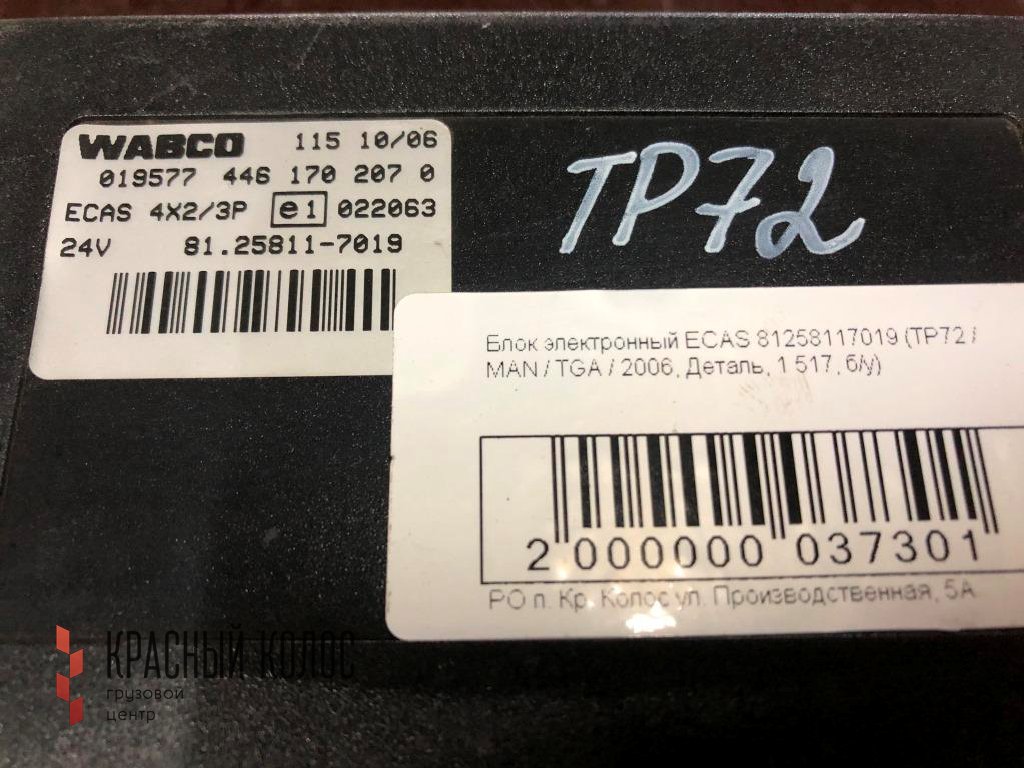 WABCO 115 10/06
019577 446 170 207 0
ECAS 4X2/3P e1 022063
24V 81.25811-7019
TP72
Блок электронный ECAS 81258117019 (TP72 /
MAN / TGA / 2006, Деталь, 1 517, б/у)
2 000000 037301
РО п. Кр. Колос ул. Производственная, 5А
КРАСНЫЙ КОЛОС
грузовой
центр